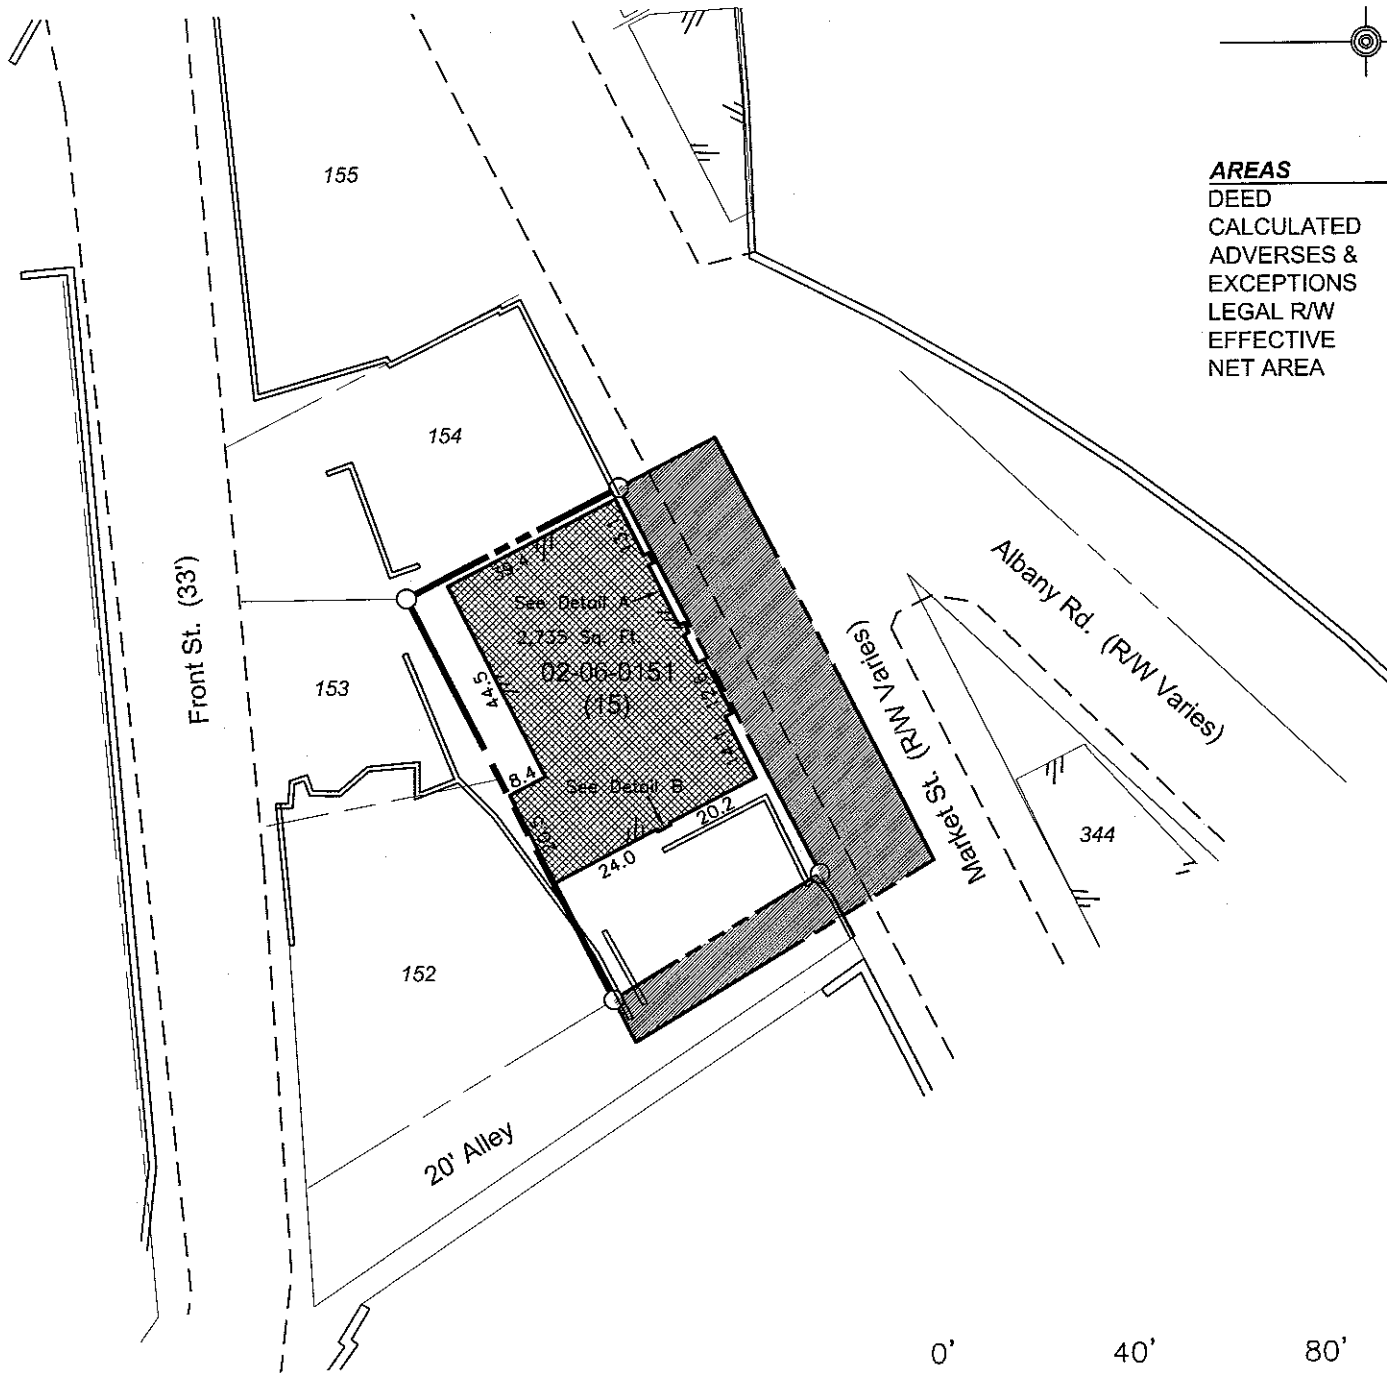 155
AREAS
DEED
CALCULATED
ADVERSES &
EXCEPTIONS
LEGAL R/W
EFFECTIVE
NET AREA
154
Front St. (33')
39.4
See Detail A
2,735 Sq. Ft.
02-06-0151
(15)
44.5
12.6
153
8.4
See Detail B
20.2
24.0
Albany Rd. (R/W Varies)
Market St. (R/W Varies)
344
152
20' Alley
0' 40' 80'